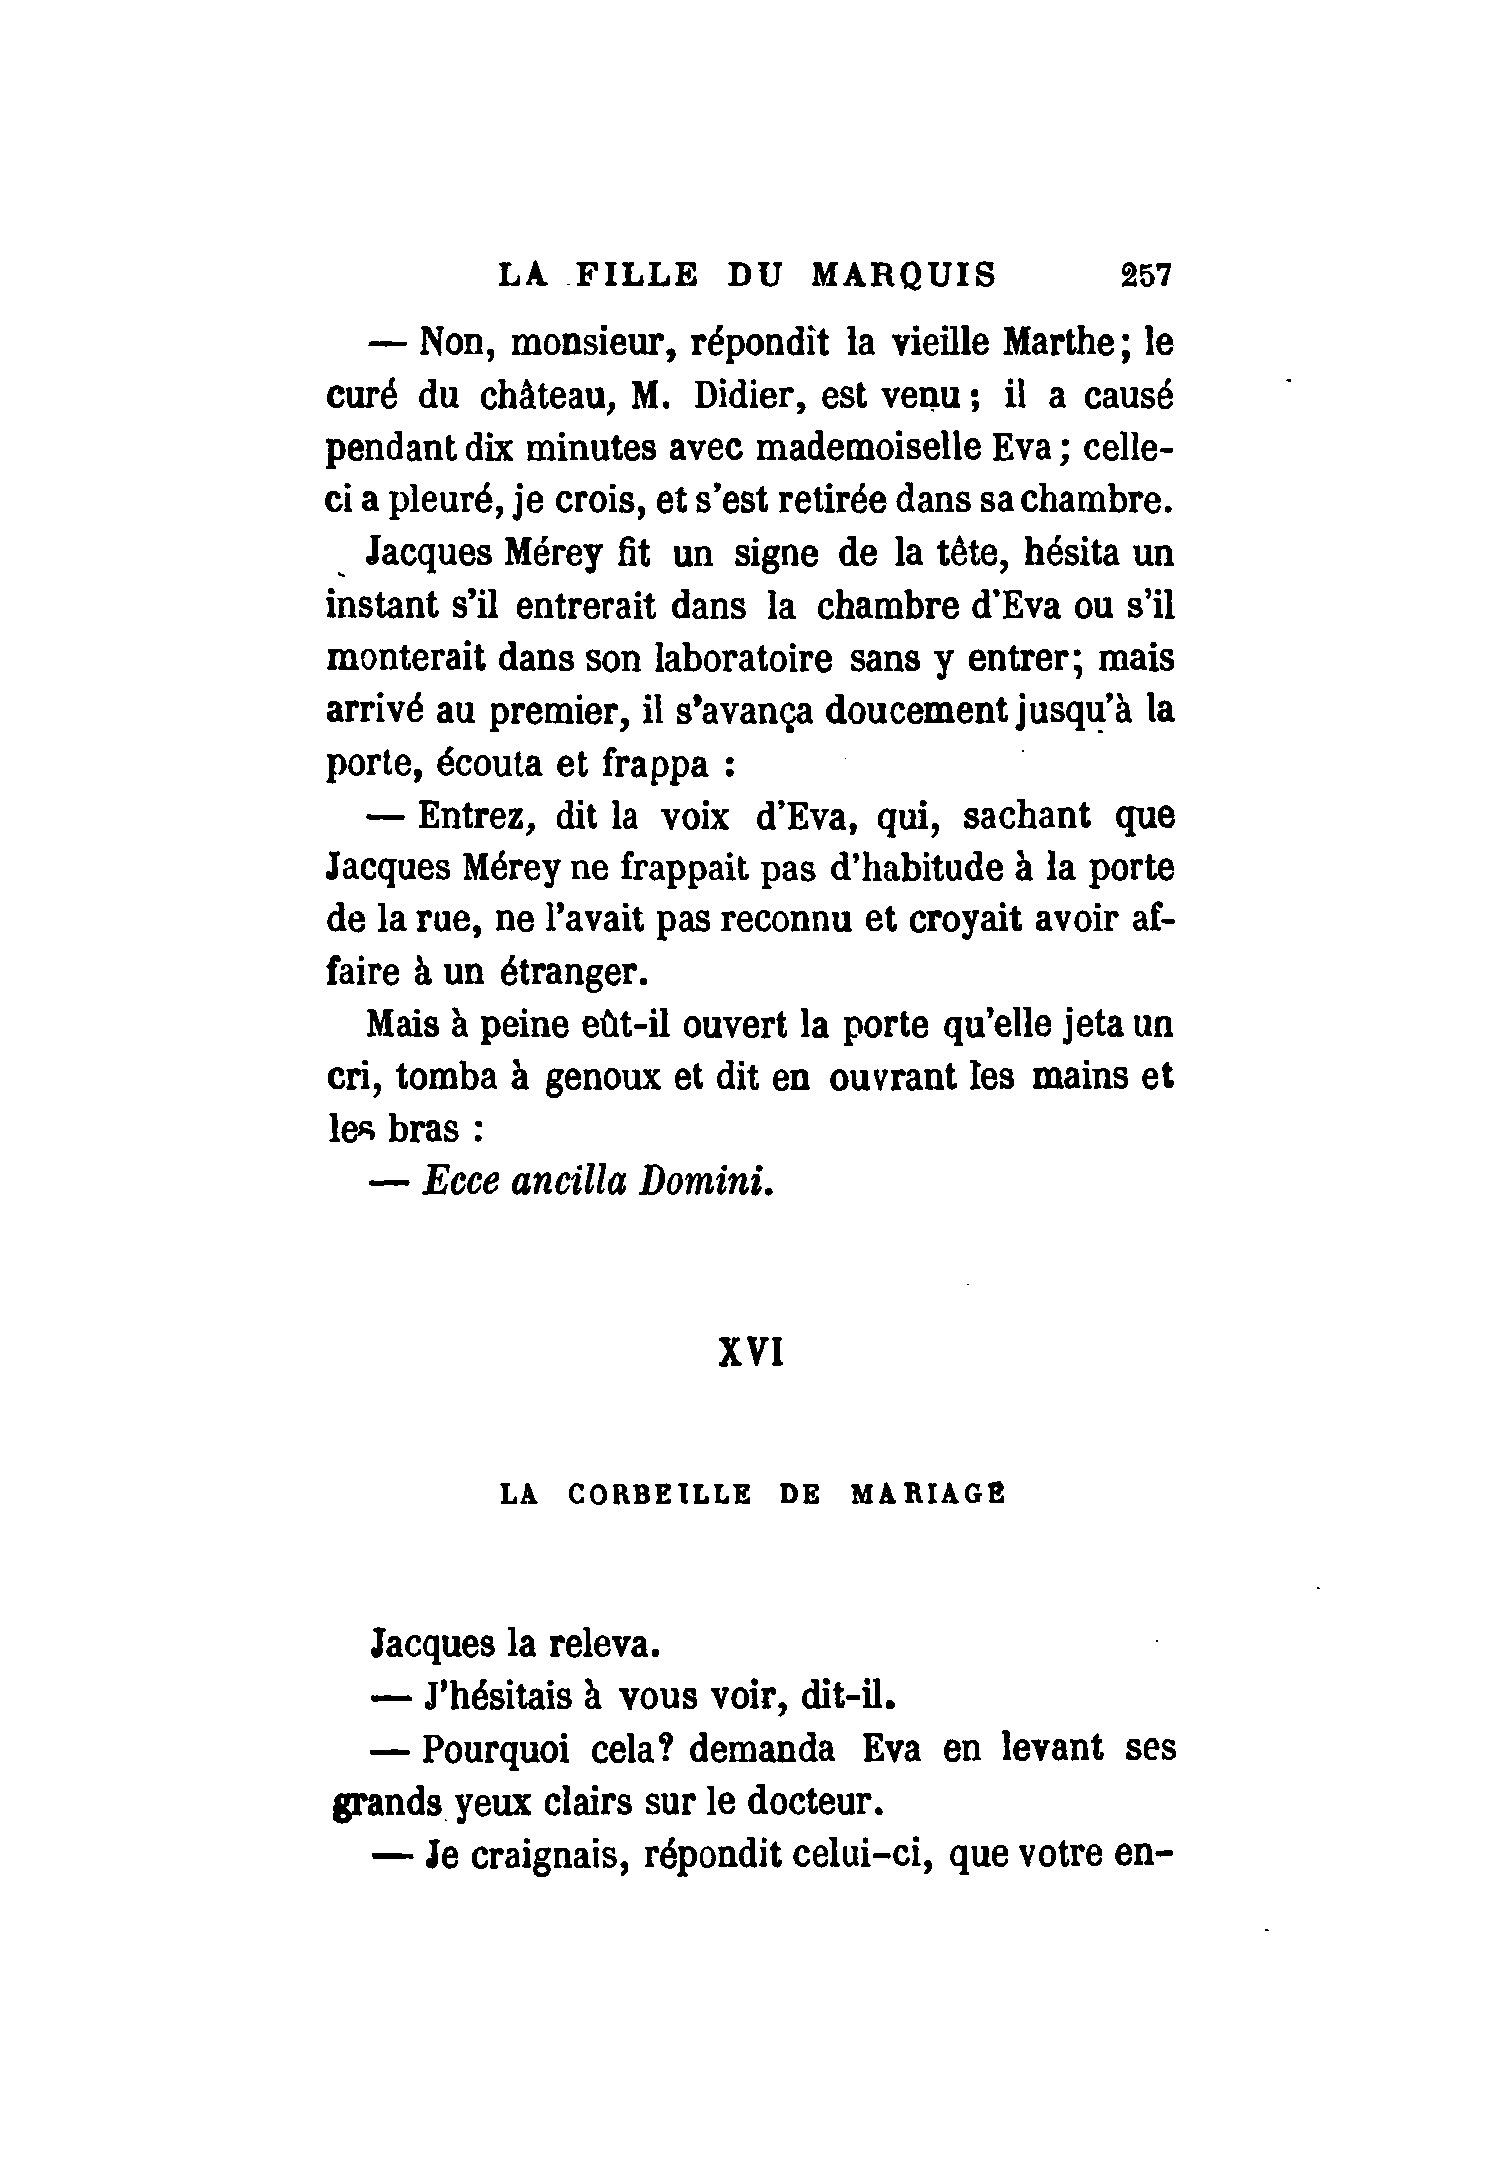 LA FILLE DU MARQUIS 257
— Non, monsieur, répondit la vieille Marthe; le
curé du château, M. Didier, est venu ; il a causé
pendant dix minutes avec mademoiselle Eva ; celle-
ci a pleuré, je crois, et s'est retirée dans sa chambre.
Jacques Mérey fit un signe de la tête, hésita un
instant s'il entrerait dans la chambre d'Eva ou s'il
monterait dans son laboratoire sans y entrer; mais
arrivé au premier, il s'avança doucement jusqu'à la
porte, écouta et frappa :
— Entrez, dit la voix d'Eva, qui, sachant que
Jacques Mérey ne frappait pas d'habitude à la porte
de la rue, ne l'avait pas reconnu et croyait avoir af-
faire à un étranger.
Mais à peine eût-il ouvert la porte qu'elle jeta un
cri, tomba à genoux et dit en ouvrant les mains et
les bras :
— Ecce ancilla Domini.
XVI
LA CORBEILLE DE MARIAGE
Jacques la releva.
— J'hésitais à vous voir, dit-il.
— Pourquoi cela? demanda Eva en levant ses
grands yeux clairs sur le docteur.
— Je craignais, répondit celui-ci, que votre en-